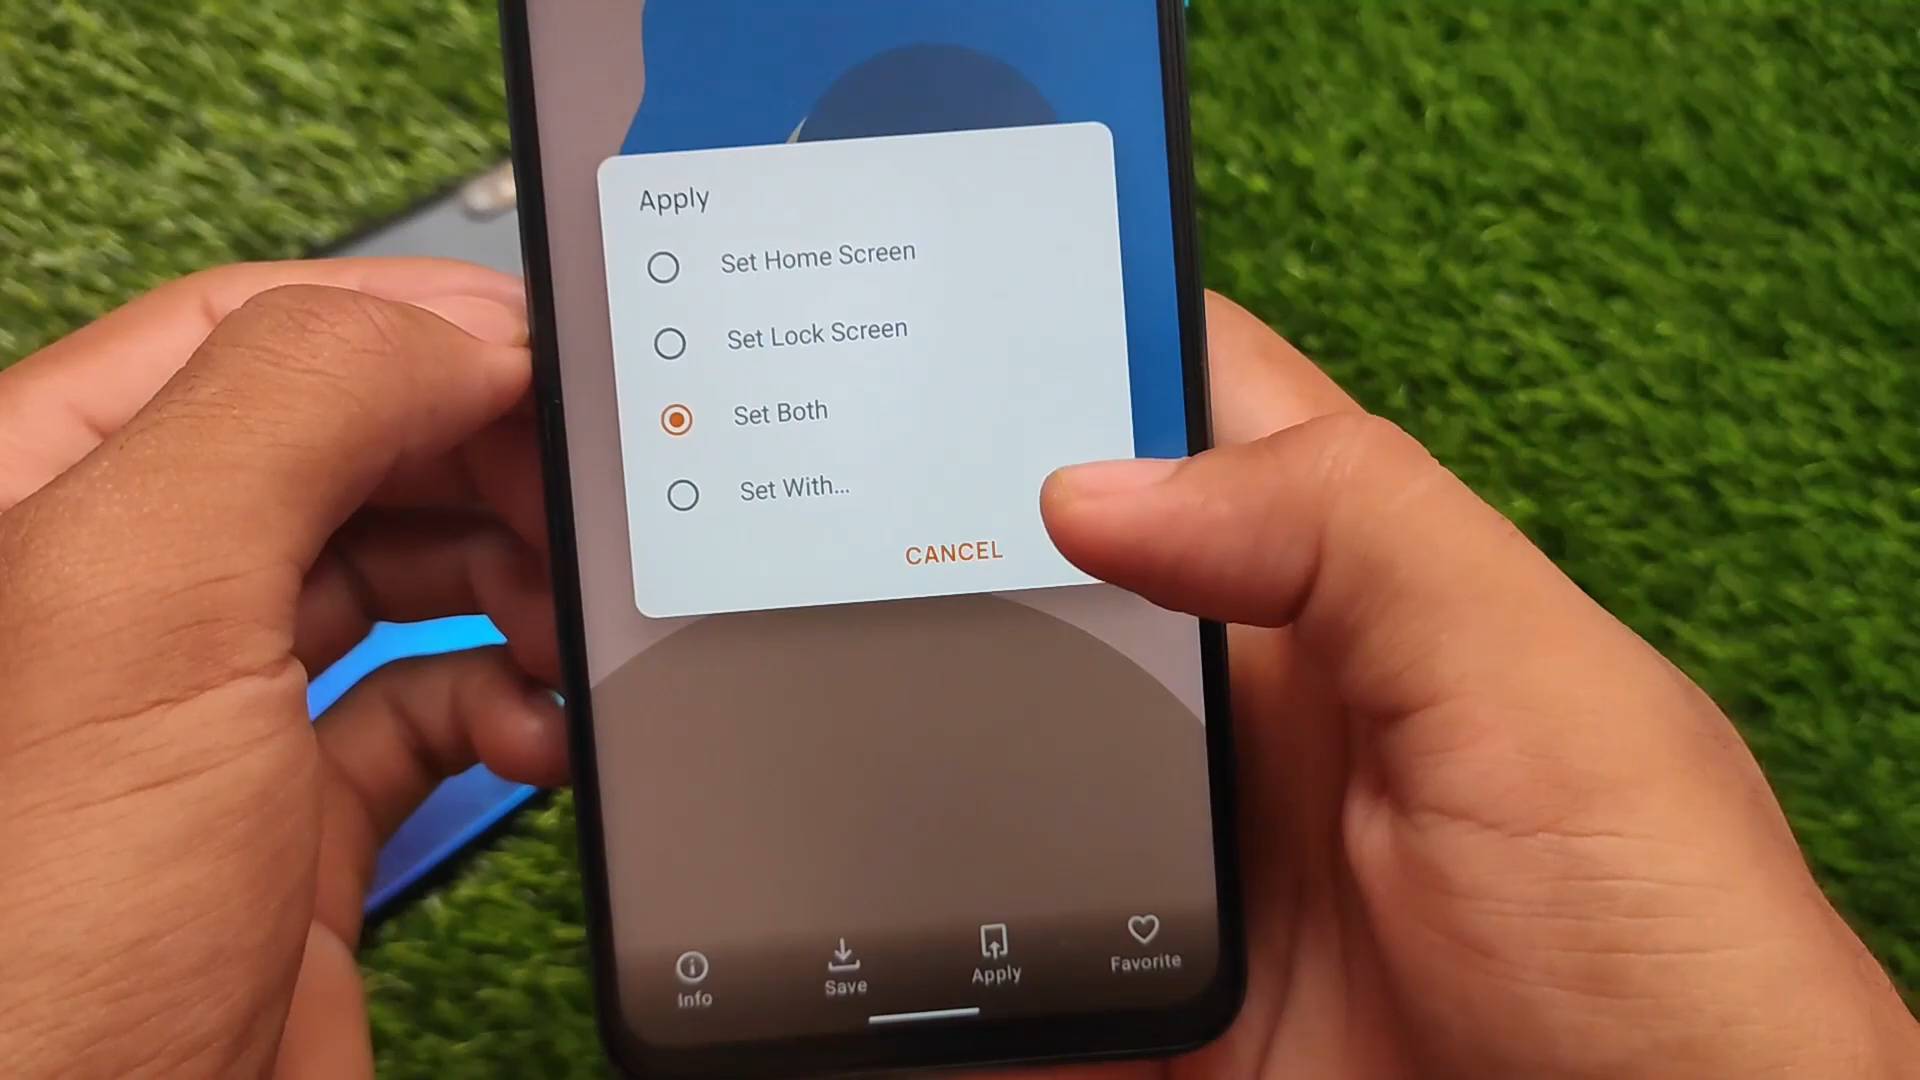 Apply
Set Home Screen
Set Lock Screen
Set Both
Set With...
CANCEL
Info
Save
Apply
Favorite